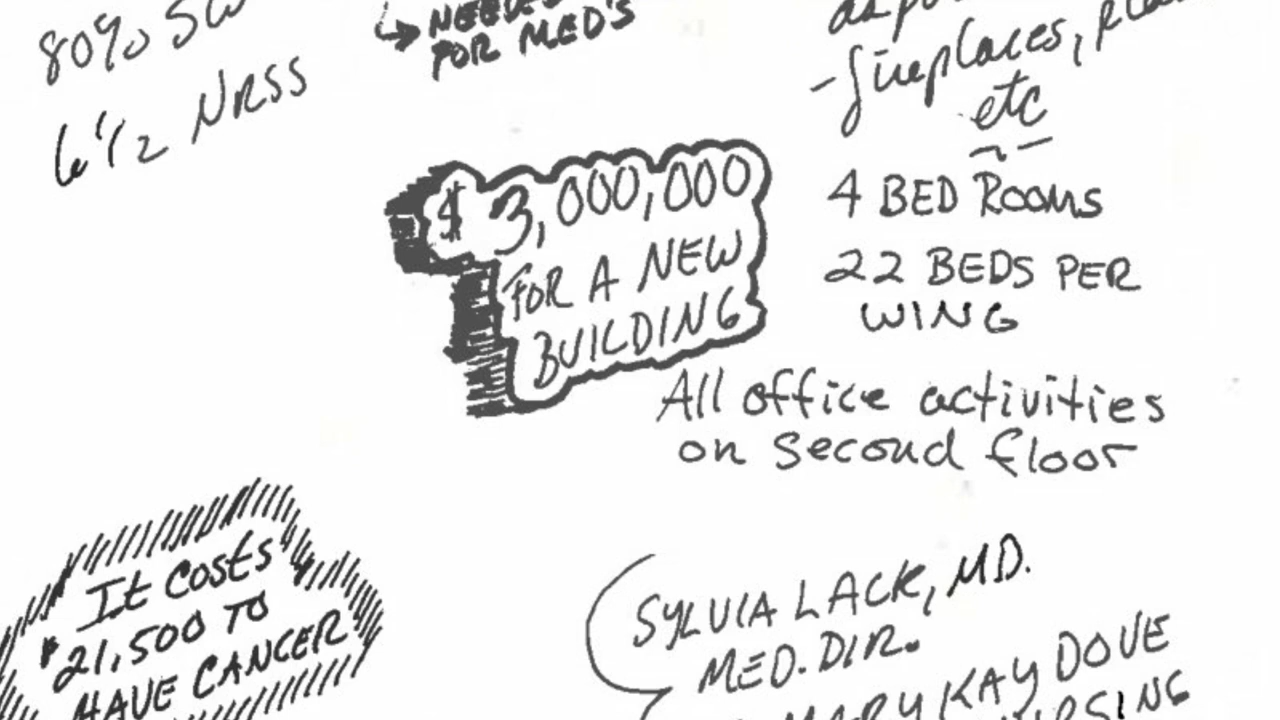 80%
6 1/2 NRSS
↳ NEEDED
FOR MED'S
- fireplaces,
etc
$ 3,000,000
FOR A NEW
BUILDING
4 BED ROOMS
22 BEDS PER
WING
All office activities
on second floor
It costs
$21,500 TO
HAVE CANCER
SYLVIA LACK, MD.
MED. DIR.
MARY KAY DOVE